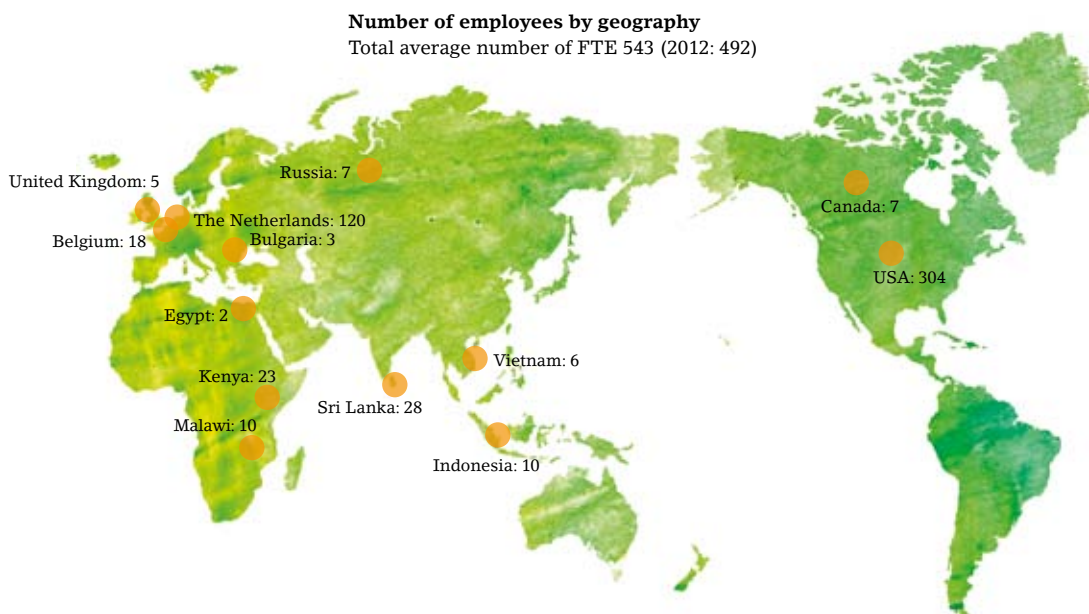 Number of employees by geography
Total average number of FTE 543 (2012: 492)
Russia: 7
United Kingdom: 5
Canada: 7
The Netherlands: 120
Belgium: 18
Bulgaria: 3
USA: 304
Egypt: 2
Vietnam: 6
Kenya: 23
Sri Lanka: 28
Malawi: 10
Indonesia: 10